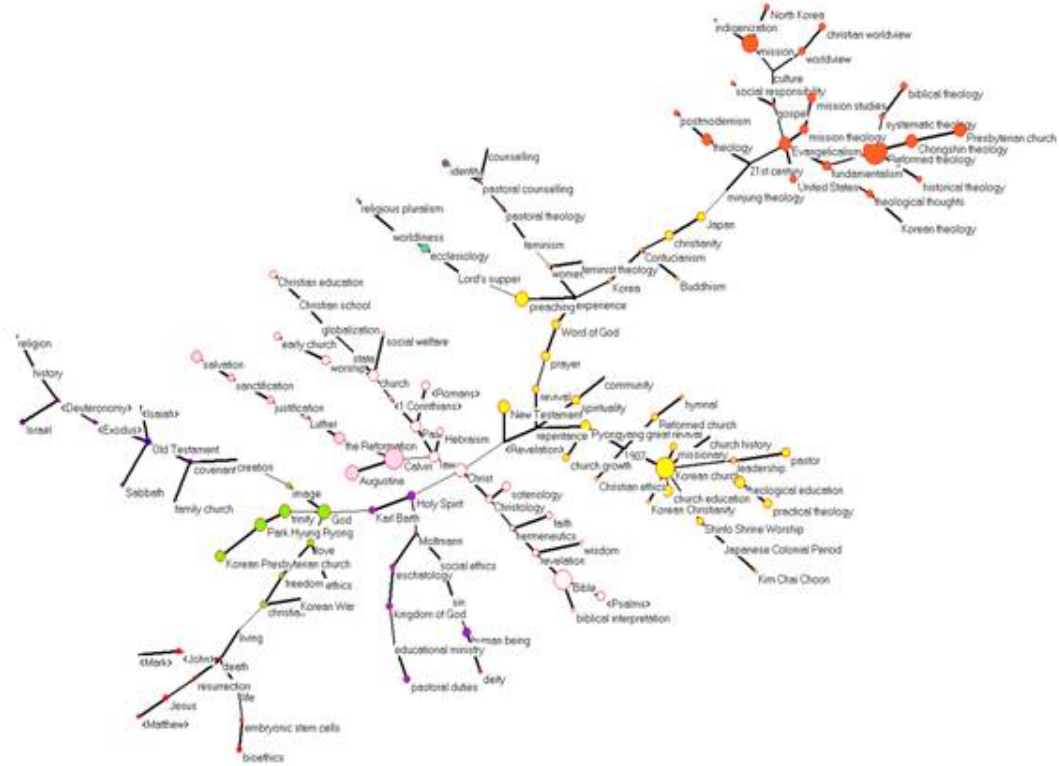 North Korea
indigenization
mission
christian worldview
worldview
culture
social responsibility
biblical theology
gospel
mission studies
postmodernism
systematic theology
mission theology
Presbyterian church
theology
Evangelicalism
Chongshin theology
Reformed theology
counselling
identity
21st century
fundamentalism
pastoral counselling
United States
historical theology
minjung theology
theological thoughts
religious pluralism
pastoral theology
Japan
Korean theology
worldliness
christianity
feminism
ecclesiology
Confucianism
women
feminist theology
Christian education
Lord's supper
Korea
Buddhism
Christian school
preaching
experience
globalization
Word of God
religion
early church
social welfare
state
salvation
worship
church
prayer
history
sanctification
<Romans>
revival
community
<1 Corinthians>
spirituality
hymnal
justification
<Deuteronomy>
<Isaiah>
New Testament
Reformed church
Luther
Paul
Hebraism
repentance
Pyongyang great revival
Israel
<Exodus>
the Reformation
church history
Old Testament
<Revelation>
1907
missionary
Calvin
law
church growth
Korean church
leadership
pastor
covenant
creation
Augustine
Christ
Christian ethics
Sabbath
image
soteriology
church education
theological education
family church
Holy Spirit
Christology
Korean Christianity
practical theology
trinity
God
Karl Barth
faith
Park Hyung Ryong
hermeneutics
Shinto Shrine Worship
love
Moltmann
wisdom
Korean Presbyterian church
revelation
Japanese Colonial Period
social ethics
eschatology
freedom
ethics
Bible
Kim Chai Choon
<Psalms>
christian
Korean War
sin
kingdom of God
biblical interpretation
living
human being
educational ministry
<Mark>
<John>
death
resurrection
deity
pastoral duties
life
Jesus
<Matthew>
embryonic stem cells
bioethics